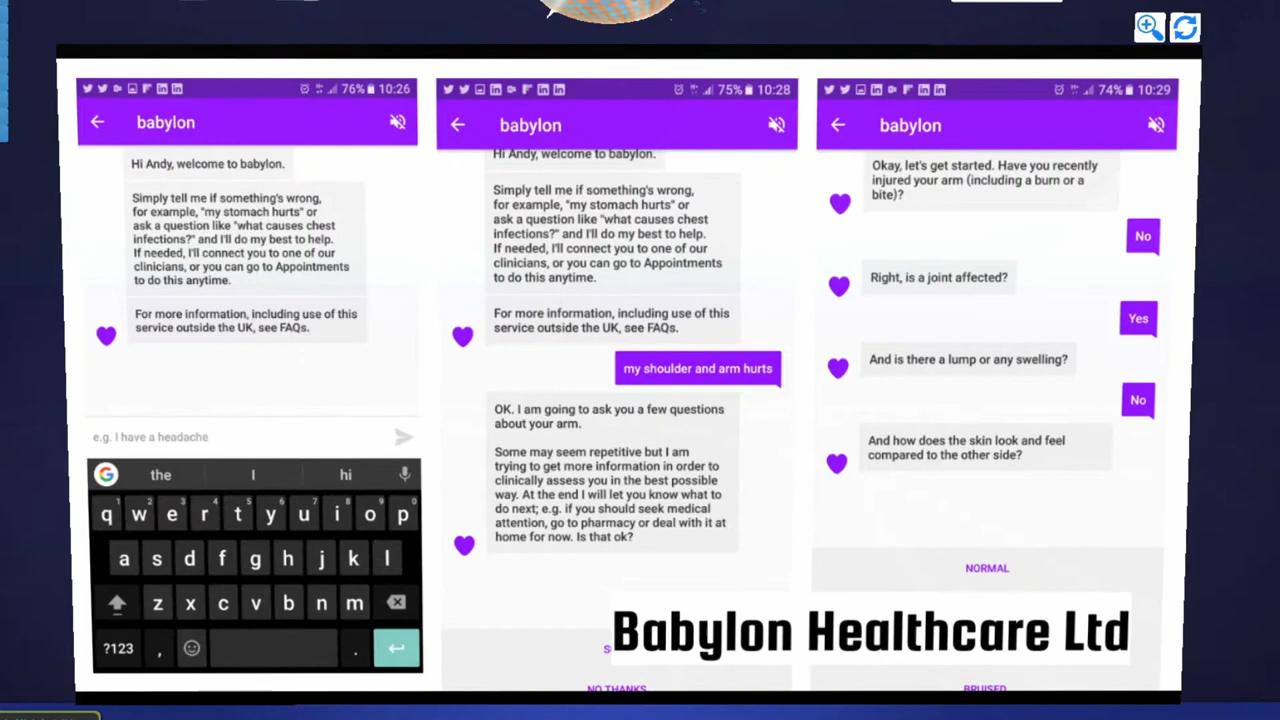 76% 10:26
babylon
Hi Andy, welcome to babylon.
Simply tell me if something's wrong,
for example, "my stomach hurts" or
ask a question like "what causes chest
infections?" and I'll do my best to help.
If needed, I'll connect you to one of our
clinicians, or you can go to Appointments
to do this anytime.
For more information, including use of this
service outside the UK, see FAQs.
e.g. I have a headache
the I hi
q w e r t y u i o p
1 2 3 4 5 6 7 8 9 0
a s d f g h j k l
z x c v b n m
?123 , .
75% 10:28
babylon
Hi Andy, welcome to babylon.
Simply tell me if something's wrong,
for example, "my stomach hurts" or
ask a question like "what causes chest
infections?" and I'll do my best to help.
If needed, I'll connect you to one of our
clinicians, or you can go to Appointments
to do this anytime.
For more information, including use of this
service outside the UK, see FAQs.
my shoulder and arm hurts
OK. I am going to ask you a few questions
about your arm.
Some may seem repetitive but I am
trying to get more information in order to
clinically assess you in the best possible
way. At the end I will let you know what to
do next; e.g. if you should seek medical
attention, go to pharmacy or deal with it at
home for now. Is that ok?
NO THANKS
74% 10:29
babylon
Okay, let's get started. Have you recently
injured your arm (including a burn or a
bite)?
No
Right, is a joint affected?
Yes
And is there a lump or any swelling?
No
And how does the skin look and feel
compared to the other side?
NORMAL
BRUISED
Babylon Healthcare Ltd